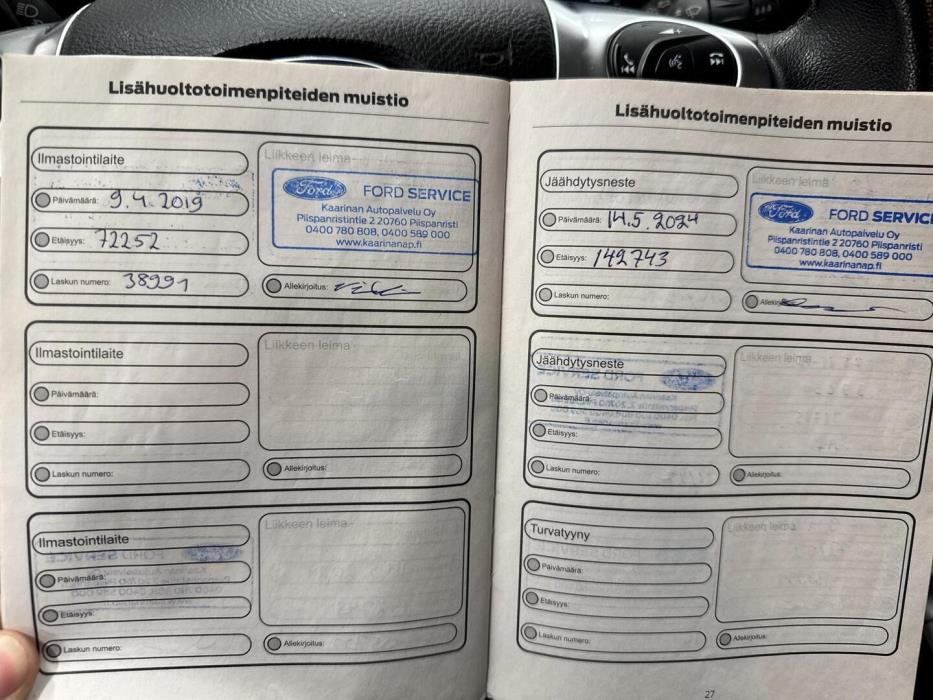 Lisähuoltotoimenpiteiden muistio
Ilmastointilaite
Päivämäärä: 9.4.2019
Etäisyys: 72252
Laskun numero: 38991
Liikkeen leima
Ford FORD SERVICE
Kaarinan Autopalvelu Oy
Piispanristintie 2 20760 Piispanristi
0400 780 808, 0400 589 000
www.kaarinanap.fi
Allekirjoitus:
Ilmastointilaite
Päivämäärä:
Etäisyys:
Laskun numero:
Liikkeen leima
Allekirjoitus:
Ilmastointilaite
Päivämäärä:
Etäisyys:
Laskun numero:
Liikkeen leima
Allekirjoitus:
Lisähuoltotoimenpiteiden muistio
Jäähdytysneste
Päivämäärä: 14.5.2024
Etäisyys: 142743
Laskun numero:
Liikkeen leima
Ford FORD SERVIC
Kaarinan Autopalvelu Oy
Piispanristintie 2 20760 Piispanristi
0400 780 808, 0400 589 000
www.kaarinanap.fi
Jäähdytysneste
Päivämäärä:
Etäisyys:
Laskun numero:
Liikkeen leima
Allekirjoitus:
Turvatyyny
Päivämäärä:
Etäisyys:
Laskun numero:
Liikkeen leima
Allekirjoitus:
27